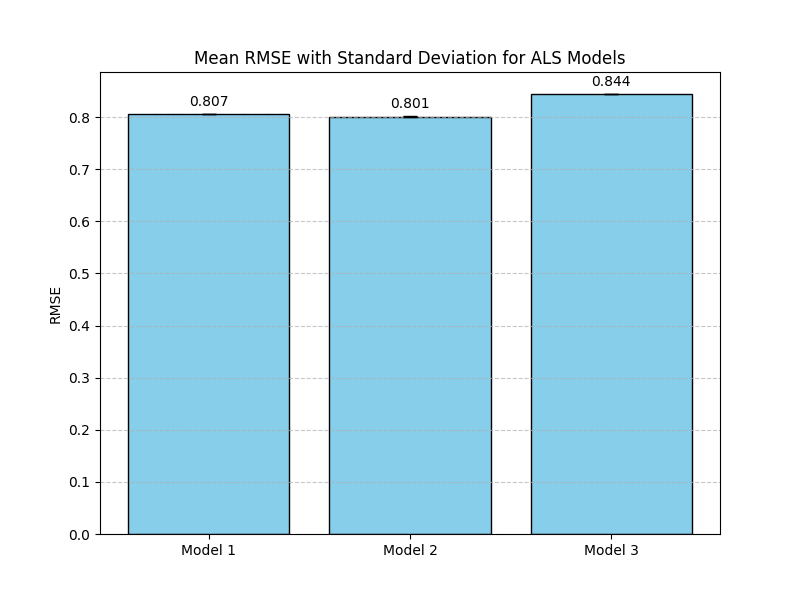 Mean RMSE with Standard Deviation for ALS Models
0.807
0.801
0.844
0.8
0.7
0.6
0.5
0.4
0.3
0.2
0.1
0.0
RMSE
Model 1
Model 2
Model 3